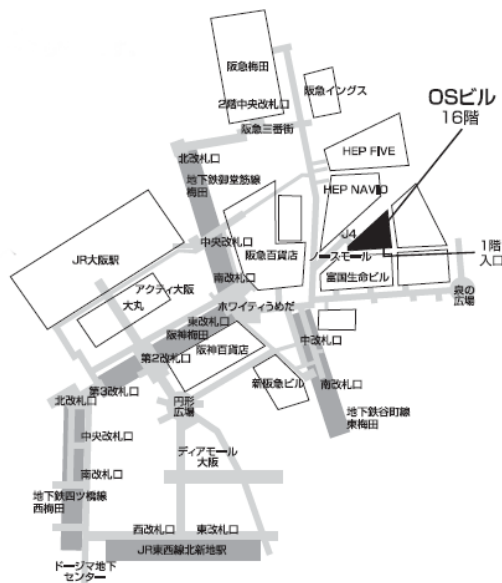 阪急梅田
2階中央改札口
阪急イングス
阪急三番街
OSビル
16階
北改札口
地下鉄御堂筋線
梅田
HEP FIVE
HEP NAVIO
中央改札口
J4
阪急百貨店
ノースモール
1階
入口
JR大阪駅
南改札口
富国生命ビル
アクティ大阪
大丸
ホワイティうめだ
泉の
広場
東改札口
阪神梅田
中改札口
第2改札口
阪神百貨店
新阪急ビル
南改札口
第3改札口
北改札口
円形
広場
地下鉄谷町線
東梅田
中央改札口
ディアモール
大阪
南改札口
地下鉄四ツ橋線
西梅田
西改札口
東改札口
JR東西線北新地駅
ドージマ地下
センター